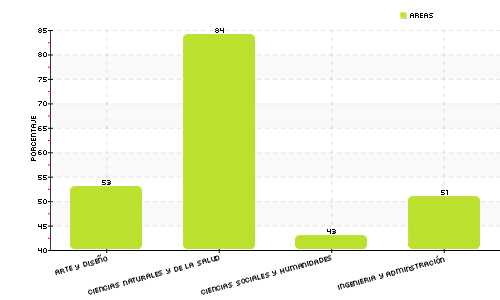 AREAS
PORCENTAJE
85
80
75
70
65
60
55
50
45
40
53
84
43
51
ARTE Y DISEÑO
CIENCIAS NATURALES Y DE LA SALUD
CIENCIAS SOCIALES Y HUMANIDADES
INGENIERIA Y ADMINSTRACIÓN